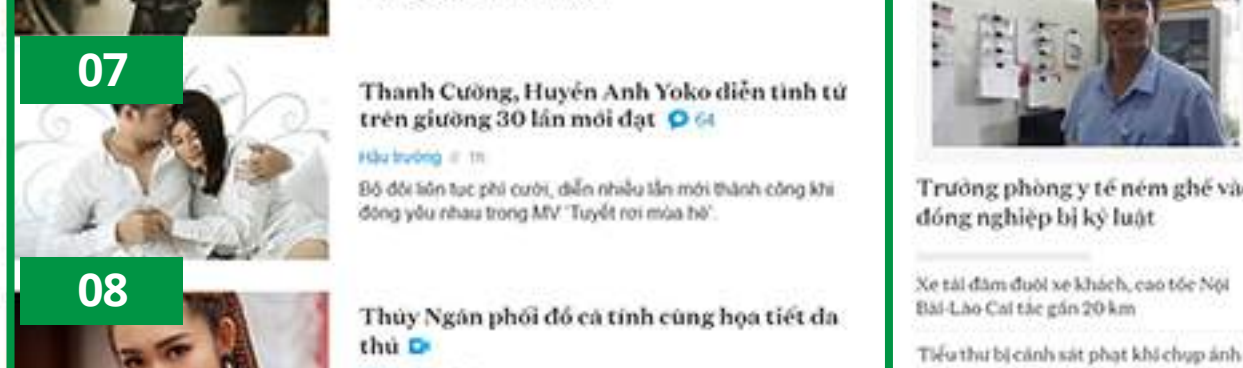 07
Thanh Cường, Huyền Anh Yoko diễn tình tứ
trên giường 30 lần mới đạt 64
Hậu trường 1h
Bộ đôi liên tục phì cười, diễn nhiều lần mới thành công khi
đóng yêu nhau trong MV "Tuyết rơi mùa hè".
08
Thúy Ngân phối đồ cá tính cùng họa tiết da
thú
Trưởng phòng y tế ném ghế và
đồng nghiệp bị kỷ luật
Xe tải đâm đuôi xe khách, cao tốc Nội
Bài-Lào Cai tắc gần 20 km
Tiểu thư bị cảnh sát phạt khi chụp ảnh